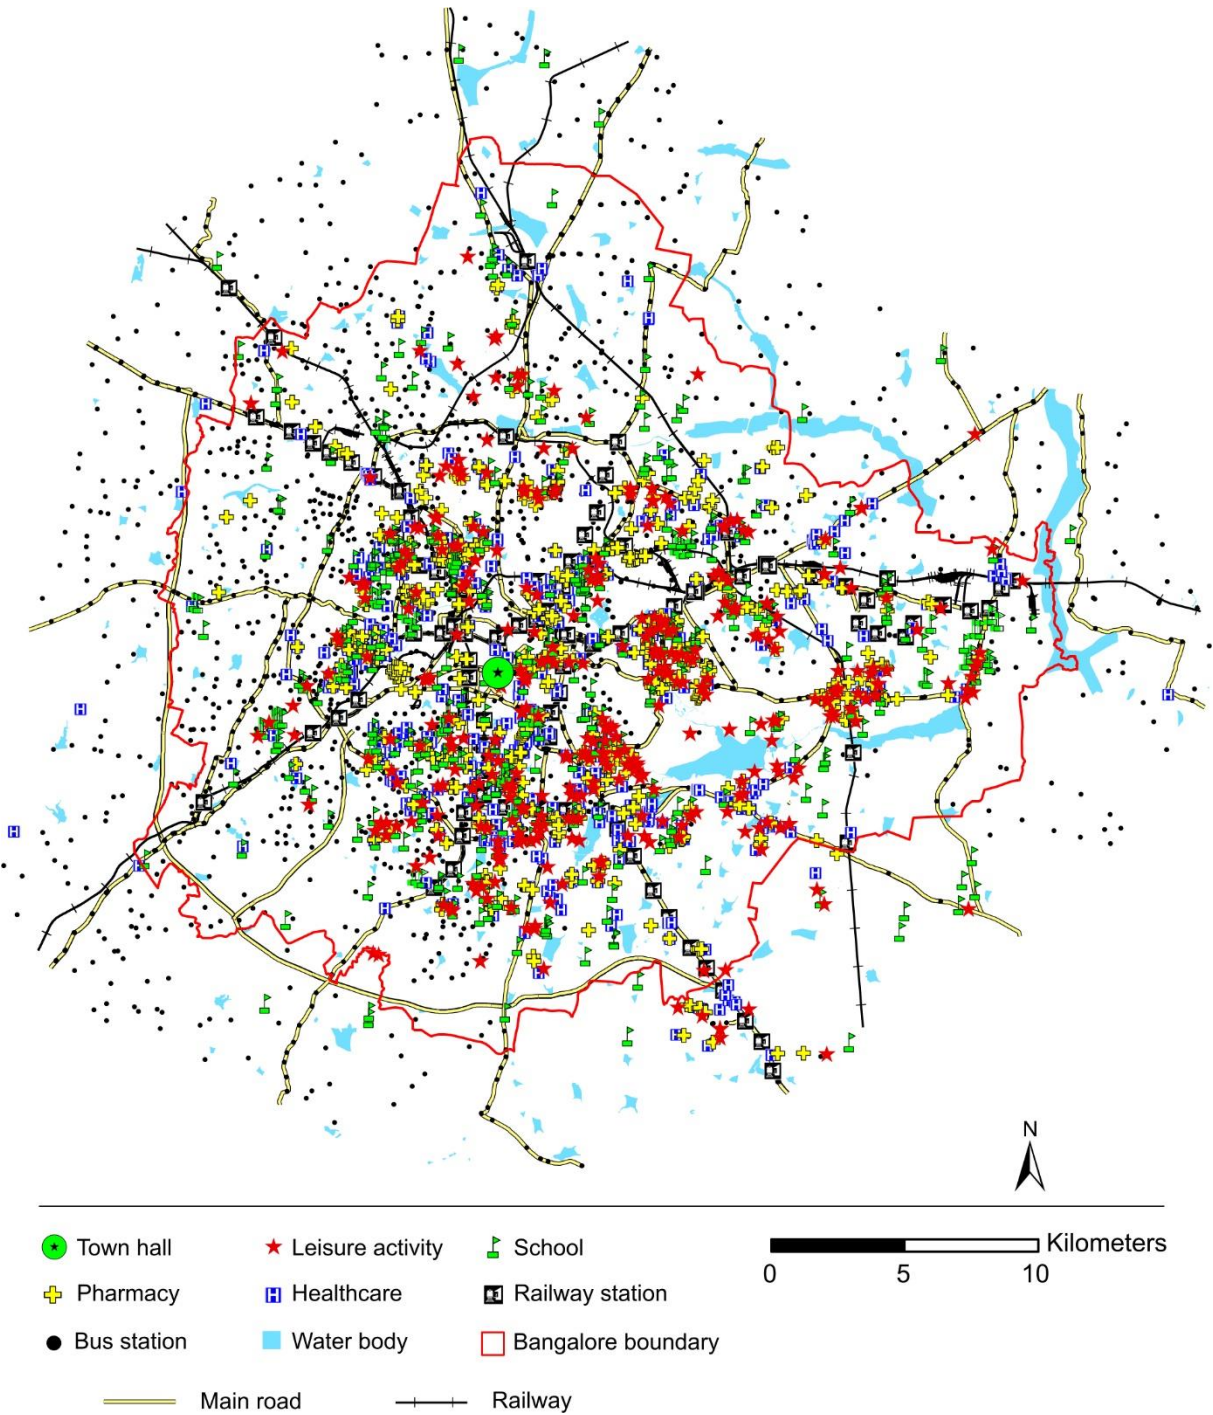 N
Town hall
Leisure activity
School
Kilometers
0 5 10
Pharmacy
Healthcare
Railway station
Bus station
Water body
Bangalore boundary
Main road
Railway